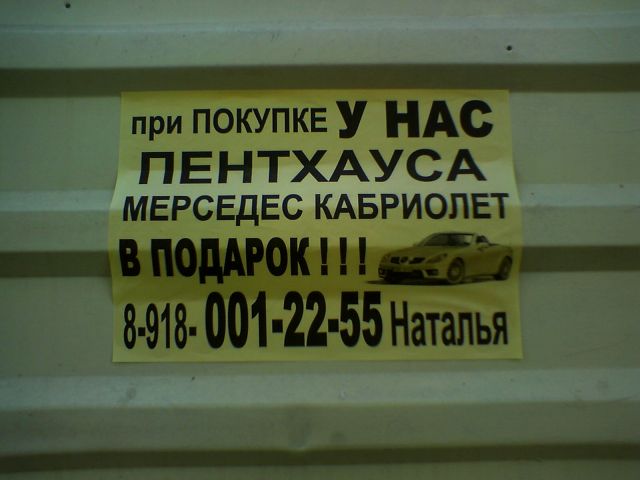 при ПОКУПКЕ У НАС
ПЕНТХАУСА
МЕРСЕДЕС КАБРИОЛЕТ
В ПОДАРОК ! ! !
8-918- 001-22-55 Наталья